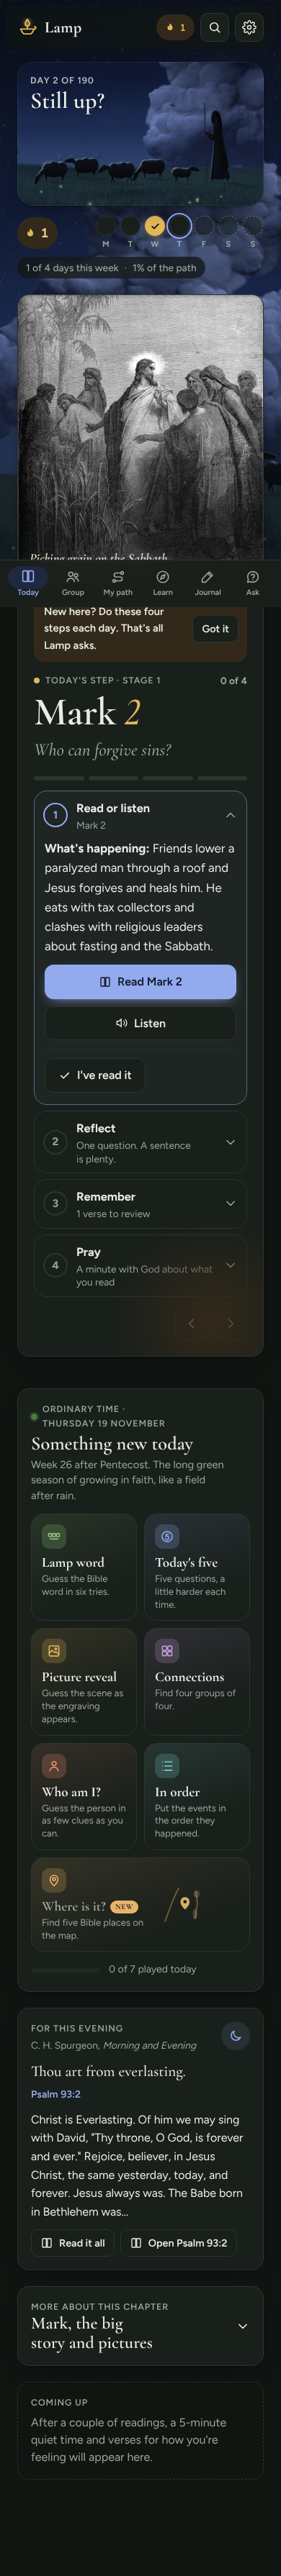 Lamp
1
DAY 2 OF 190
Still up?
1
M T W T F S S
1 of 4 days this week · 1% of the path
Picking grain on the Sabbath
Today Group My path Learn Journal Ask
New here? Do these four
steps each day. That's all
Lamp asks.
Got it
TODAY'S STEP · STAGE 1
0 of 4
Mark 2
Who can forgive sins?
1
Read or listen
Mark 2
What's happening: Friends lower a
paralyzed man through a roof and
Jesus forgives and heals him. He
eats with tax collectors and
clashes with religious leaders
about fasting and the Sabbath.
Read Mark 2
Listen
I've read it
2
Reflect
One question. A sentence
is plenty.
3
Remember
1 verse to review
4
Pray
A minute with God about what
you read
ORDINARY TIME ·
THURSDAY 19 NOVEMBER
Something new today
Week 26 after Pentecost. The long green
season of growing in faith, like a field
after rain.
Lamp word
Guess the Bible
word in six tries.
Today's five
Five questions, a
little harder each
time.
Picture reveal
Guess the scene as
the engraving
appears.
Connections
Find four groups of
four.
Who am I?
Guess the person in
as few clues as you
can.
In order
Put the events in
the order they
happened.
Where is it? NEW
Find five Bible places on
the map.
0 of 7 played today
FOR THIS EVENING
C. H. Spurgeon, Morning and Evening
Thou art from everlasting.
Psalm 93:2
Christ is Everlasting. Of him we may sing
with David, "Thy throne, O God, is forever
and ever." Rejoice, believer, in Jesus
Christ, the same yesterday, today, and
forever. Jesus always was. The Babe born
in Bethlehem was...
Read it all
Open Psalm 93:2
MORE ABOUT THIS CHAPTER
Mark, the big
story and pictures
COMING UP
After a couple of readings, a 5-minute
quiet time and verses for how you're
feeling will appear here.